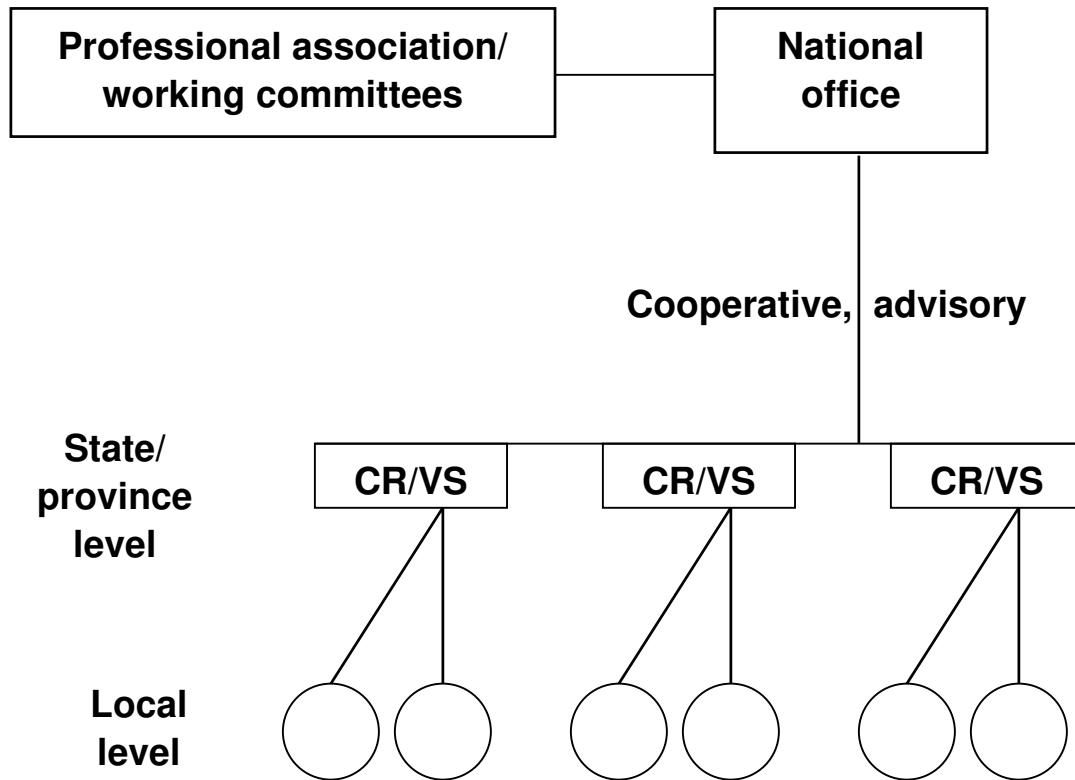 Professional association/
working committees
National
office
Cooperative, advisory
State/
province
level
CR/VS
CR/VS
CR/VS
Local
level